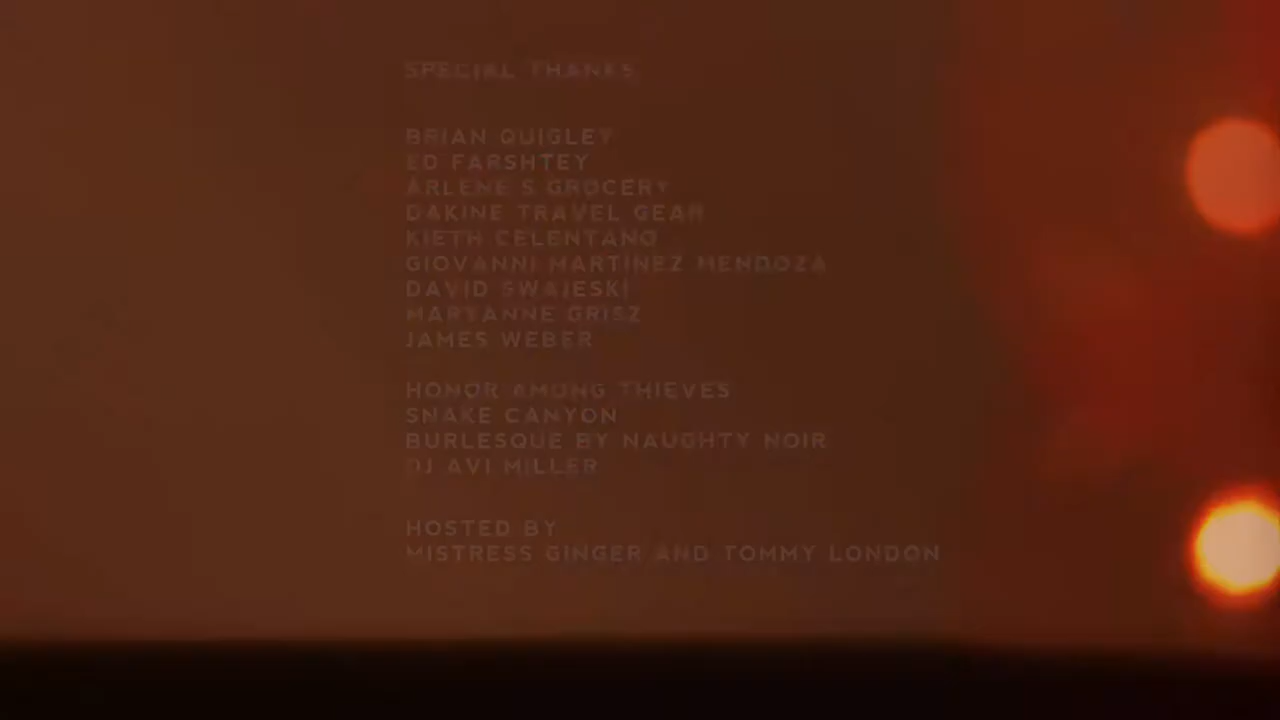 SPECIAL THANKS
BRIAN QUIGLEY
ED FARSHTEY
ARLENE S GROCERY
DAKINE TRAVEL GEAR
KIETH CELENTANO
GIOVANNI MARTINEZ MENDOZA
DAVID SWAJESKI
MARYANNE GRISZ
JAMES WEBER
HONOR AMONG THIEVES
SNAKE CANYON
BURLESQUE BY NAUGHTY NOIR
DJ AVI MILLER
HOSTED BY
MISTRESS GINGER AND TOMMY LONDON